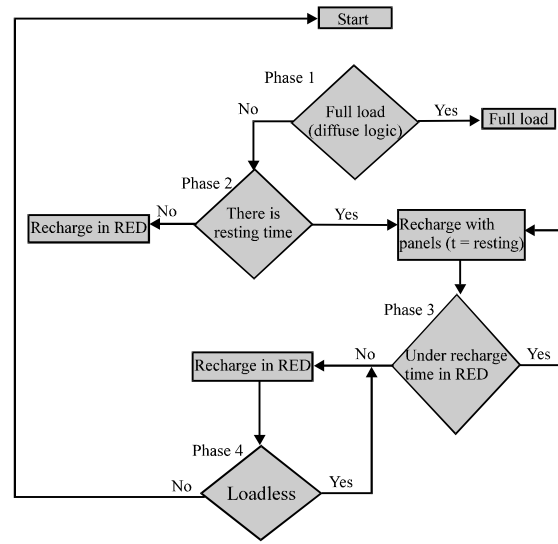 Start
Phase 1
Full load
(diffuse logic)
No
Yes
Full load
Phase 2
There is
resting time
No
Yes
Recharge in RED
Recharge with
panels (t = resting)
Phase 3
Under recharge
time in RED
No
Yes
Recharge in RED
Phase 4
Loadless
No
Yes